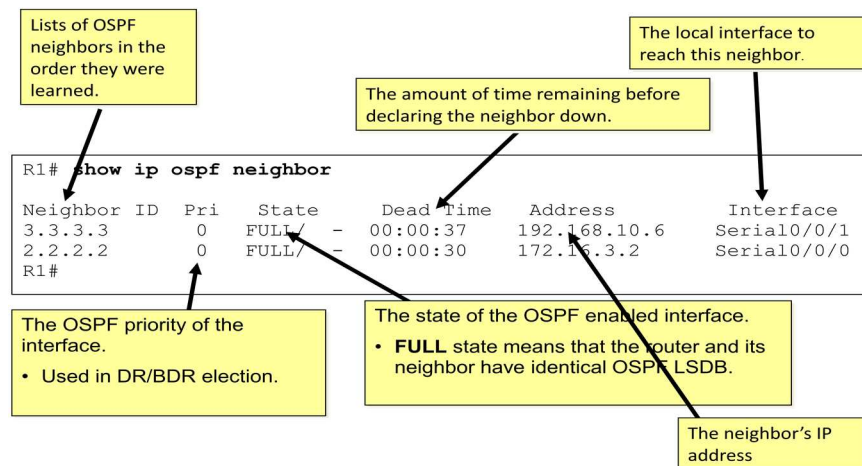 Lists of OSPF
neighbors in the
order they were
learned.
The local interface to
reach this neighbor.
The amount of time remaining before
declaring the neighbor down.
R1# show ip ospf neighbor
Neighbor ID Pri State Dead Time Address Interface
3.3.3.3 0 FULL/ - 00:00:37 192.168.10.6 Serial0/0/1
2.2.2.2 0 FULL/ - 00:00:30 172.16.3.2 Serial0/0/0
R1#
The OSPF priority of the
interface.
• Used in DR/BDR election.
The state of the OSPF enabled interface.
• FULL state means that the router and its
neighbor have identical OSPF LSDB.
The neighbor's IP
address